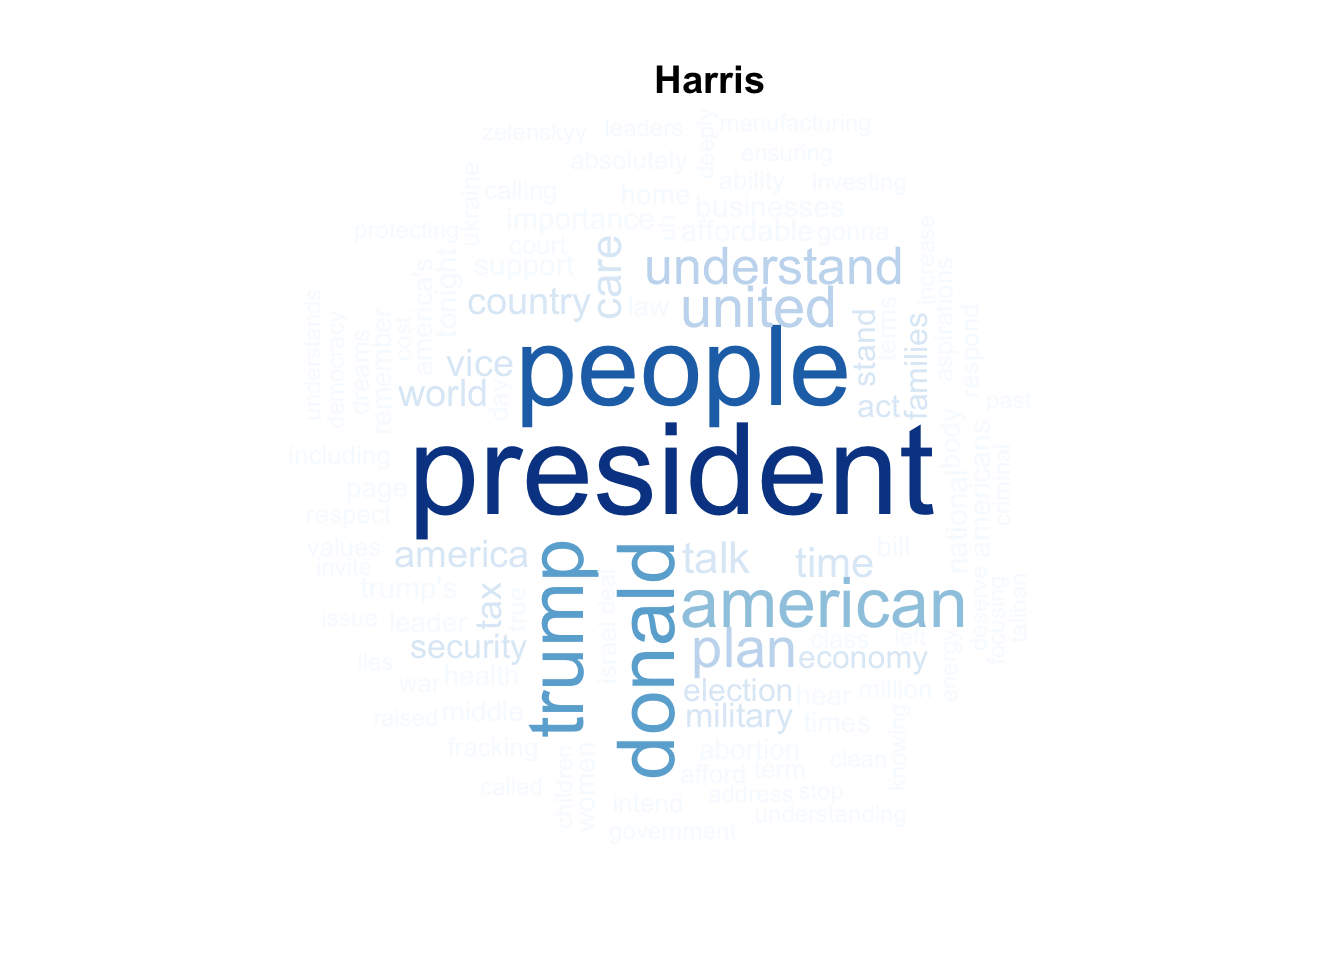 Harris
zelenskyy
leaders
deeply
manufacturing
absolutely
ensuring
ukraine
calling
home
ability
investing
protecting
importance
uh
businesses
court
affordable
gonna
increase
america's
tonight
support
care
understand
aspirations
understands
country
law
united
terms
democracy
dreams
remember
cost
vice
people
stand
families
respond
world
day
act
past
including
president
body
americans
criminal
page
national
respect
values
america
trump
donald
talk
time
bill
invite
trump's
tax
true
israel
deal
american
deserve
focusing
taliban
issue
leader
security
plan
class
left
economy
energy
lies
war
health
election
hear
million
raised
middle
military
times
knowing
fracking
abortion
clean
called
children
women
afford
term
intend
address
stop
understanding
government